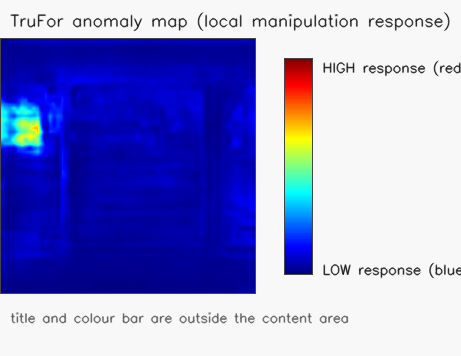 TruFor anomaly map (local manipulation response)
HIGH response (red
LOW response (blue
title and colour bar are outside the content area